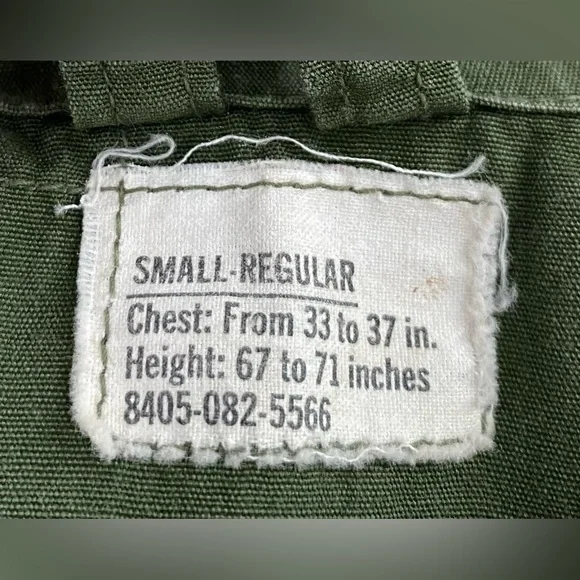 SMALL-REGULAR
Chest: From 33 to 37 in.
Height: 67 to 71 inches
8405-082-5566